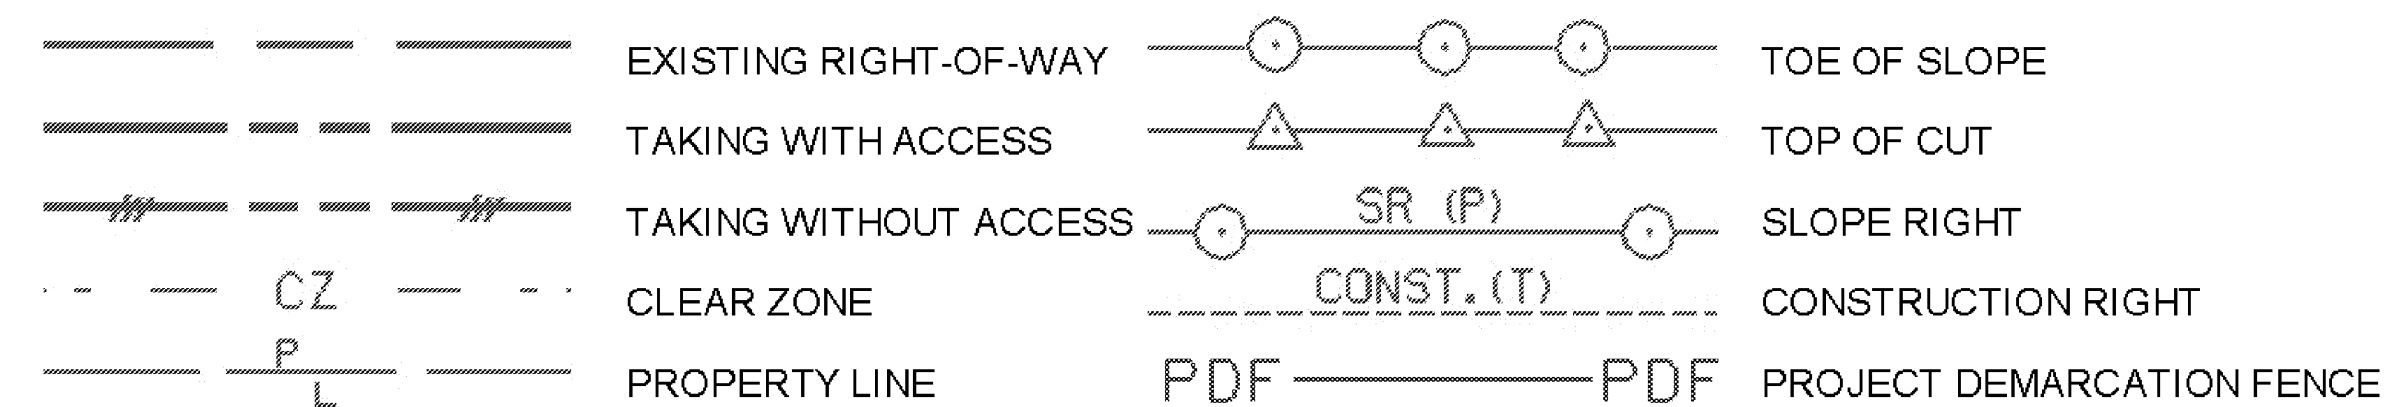 EXISTING RIGHT-OF-WAY
TAKING WITH ACCESS
TAKING WITHOUT ACCESS
CZ CLEAR ZONE
P
L PROPERTY LINE
TOE OF SLOPE
TOP OF CUT
SR (P) SLOPE RIGHT
CONST. (T) CONSTRUCTION RIGHT
PDF PDF PROJECT DEMARCATION FENCE